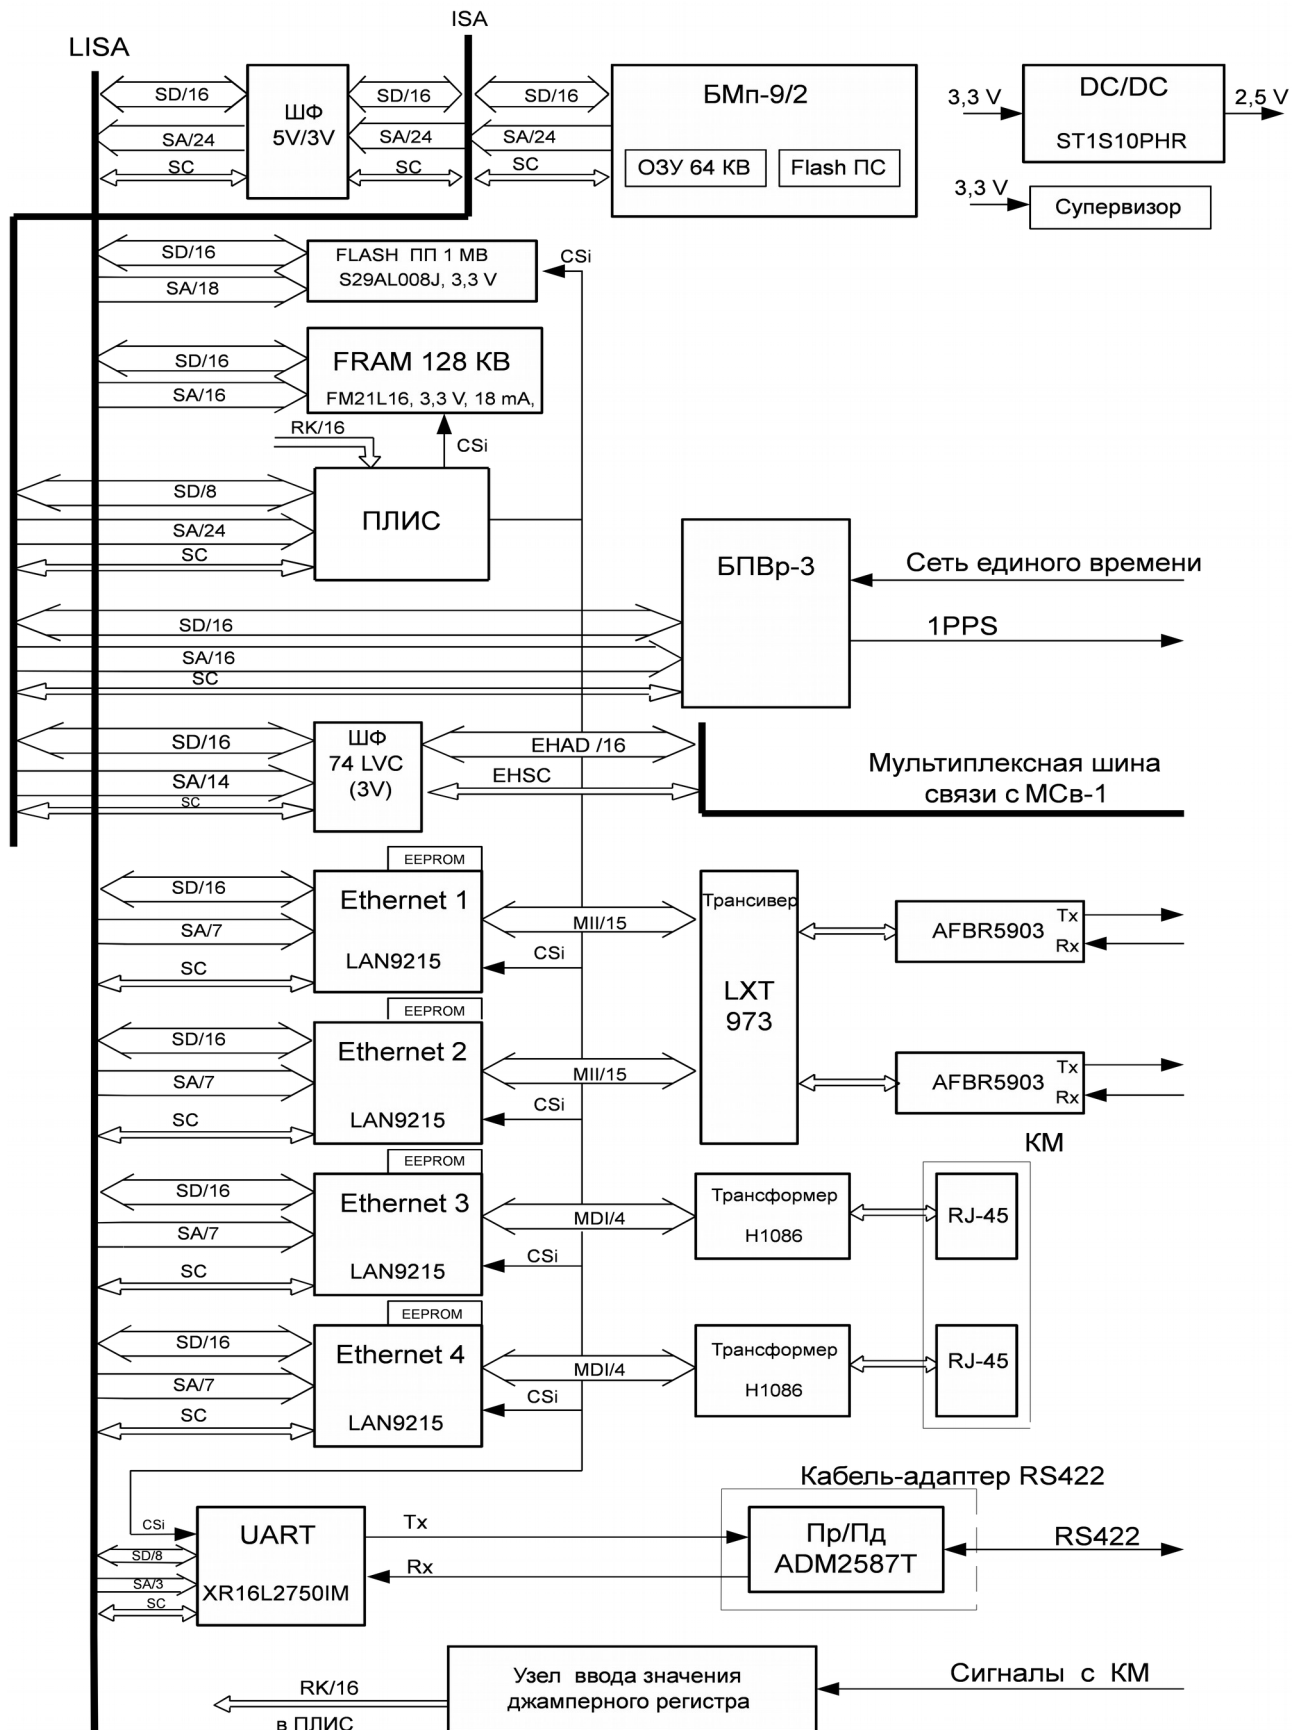 ISA
LISA
SD/16
SA/24
SC
ШФ
5V/3V
SD/16
SA/24
SC
SD/16
SA/24
SC
БМп-9/2
ОЗУ 64 КВ
Flash ПС
3,3 V
DC/DC
ST1S10PHR
2,5 V
3,3 V
Супервизор
SD/16
SA/18
FLASH ПП 1 МВ
S29AL008J, 3,3 V
CSi
SD/16
SA/16
FRAM 128 КВ
FM21L16, 3,3 V, 18 mA,
RK/16
CSi
SD/8
SA/24
SC
ПЛИС
БПВр-3
Сеть единого времени
1PPS
SD/16
SA/16
SC
SD/16
SA/14
SC
ШФ
74 LVC
(3V)
EHAD /16
EHSC
Мультиплексная шина
связи с МСв-1
EEPROM
SD/16
SA/7
SC
Ethernet 1
LAN9215
MII/15
CSi
Трансивер
LXT
973
AFBR5903
Tx
Rx
EEPROM
SD/16
SA/7
SC
Ethernet 2
LAN9215
MII/15
CSi
AFBR5903
Tx
Rx
КМ
EEPROM
SD/16
SA/7
SC
Ethernet 3
LAN9215
MDI/4
CSi
Трансформер
H1086
RJ-45
EEPROM
SD/16
SA/7
SC
Ethernet 4
LAN9215
MDI/4
CSi
Трансформер
H1086
RJ-45
Кабель-адаптер RS422
CSi
SD/8
SA/3
SC
UART
XR16L2750IM
Tx
Rx
Пр/Пд
ADM2587T
RS422
RK/16
в ПЛИС
Узел ввода значения
джамперного регистра
Сигналы с КМ